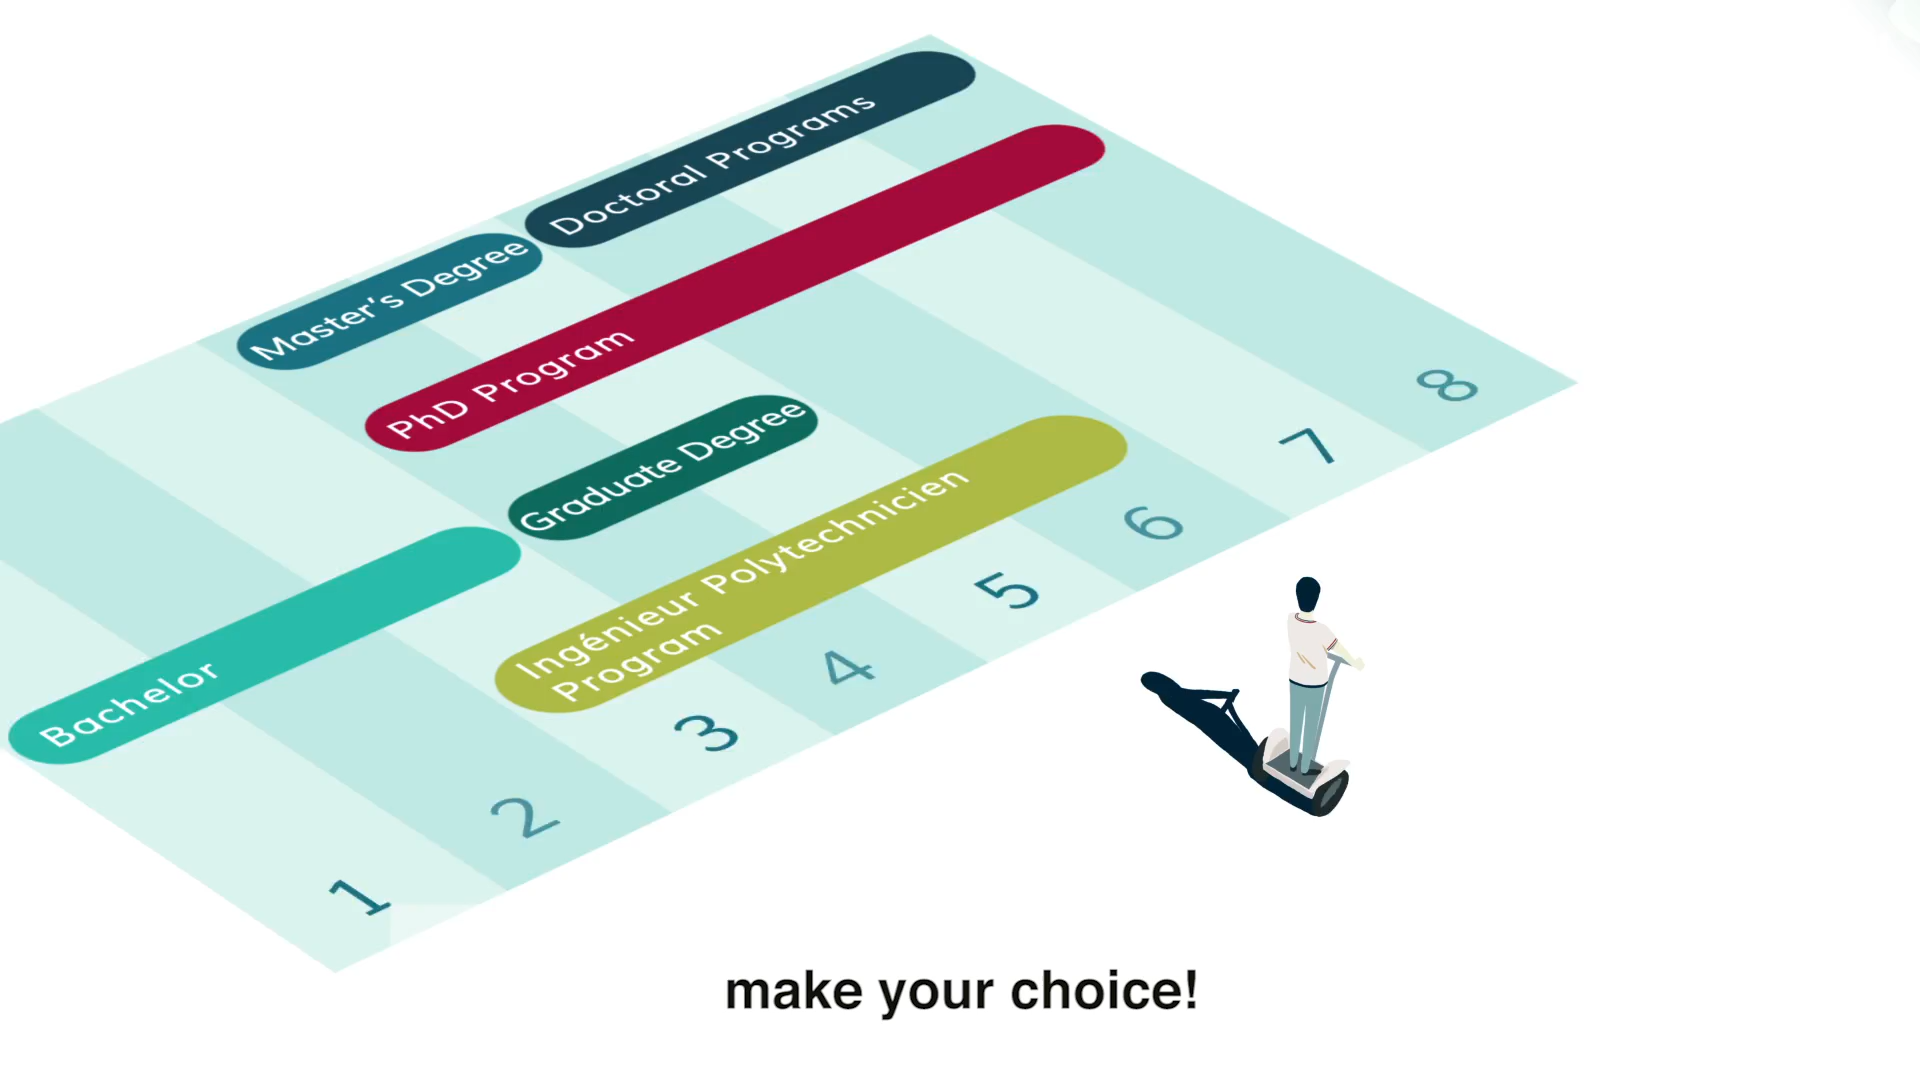 Doctoral Programs
Master's Degree
PhD Program
Graduate Degree
Bachelor
Ingénieur Polytechnicien
Program
1
2
3
4
5
6
7
8
make your choice!